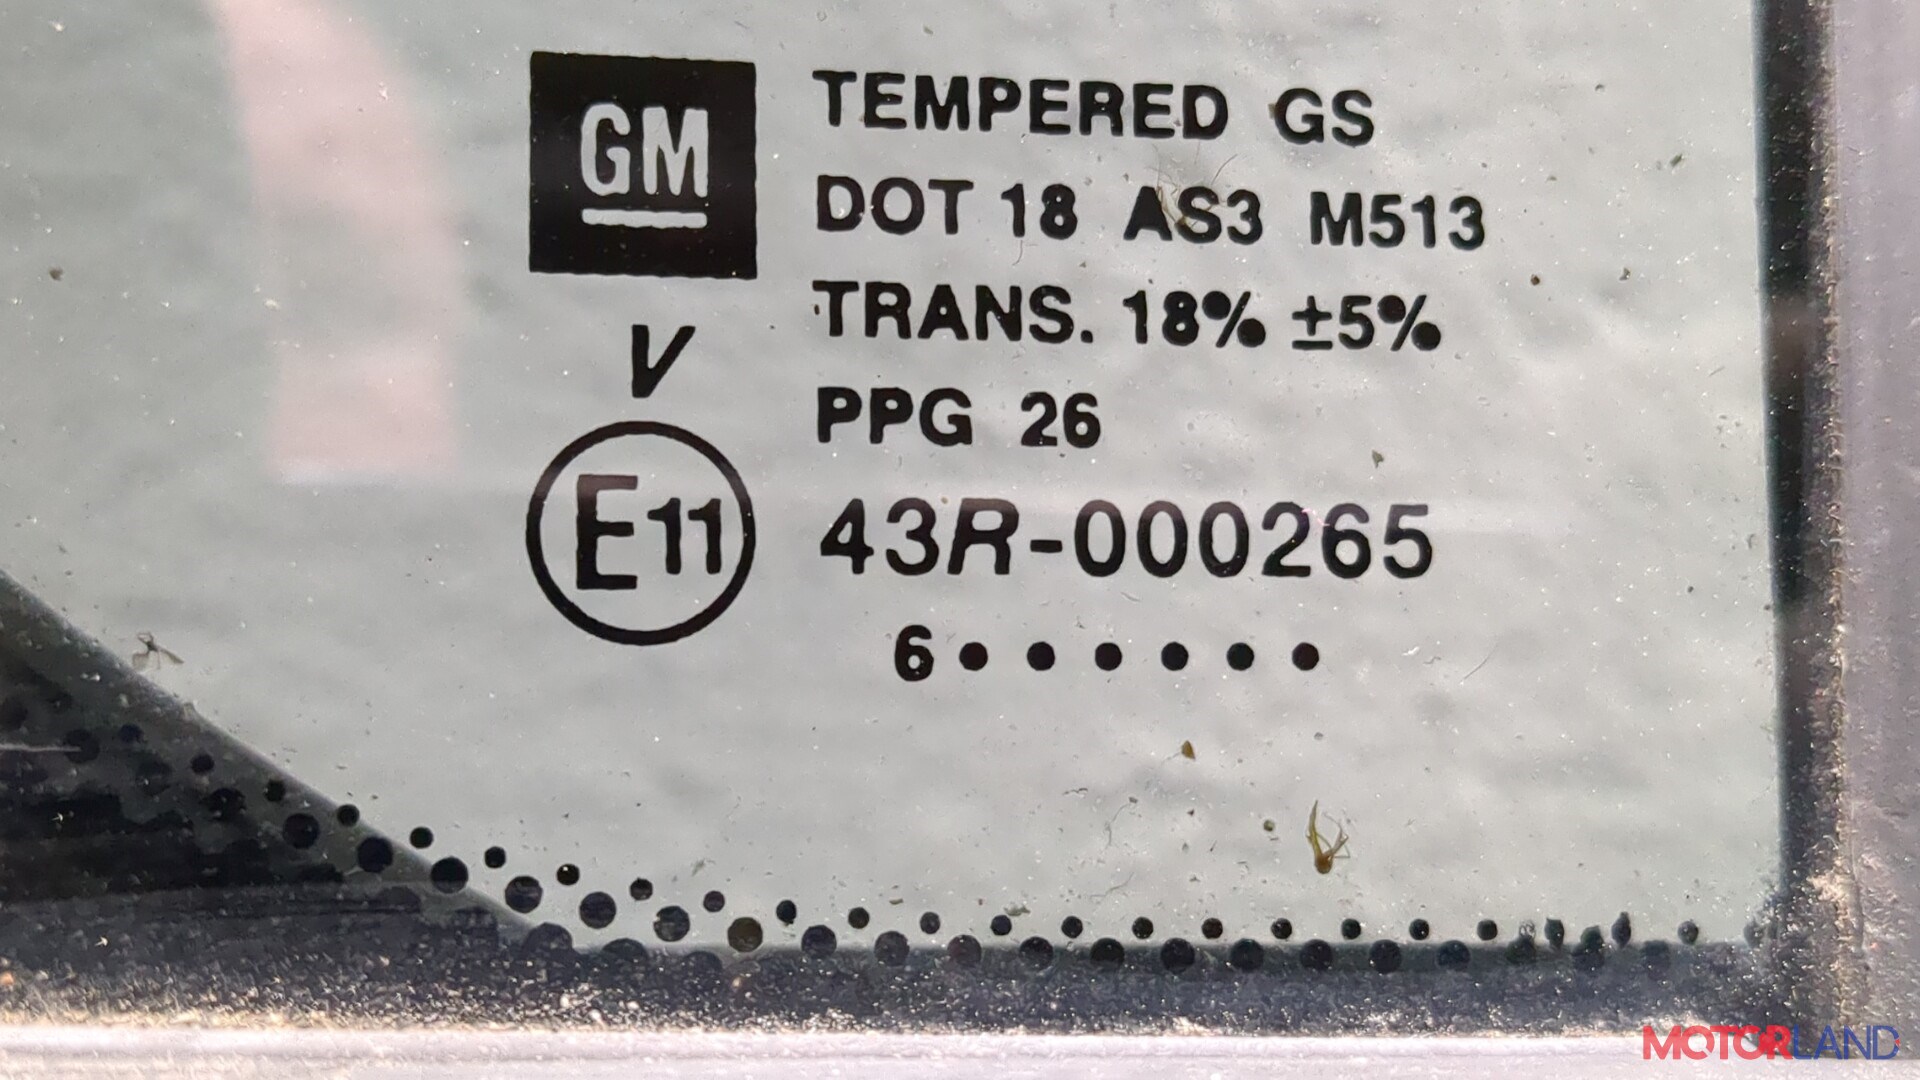 GM
TEMPERED GS
DOT 18 AS3 M513
TRANS. 18% ±5%
V
PPG 26
E11
43R-000265
6••••••
MOTORLAND